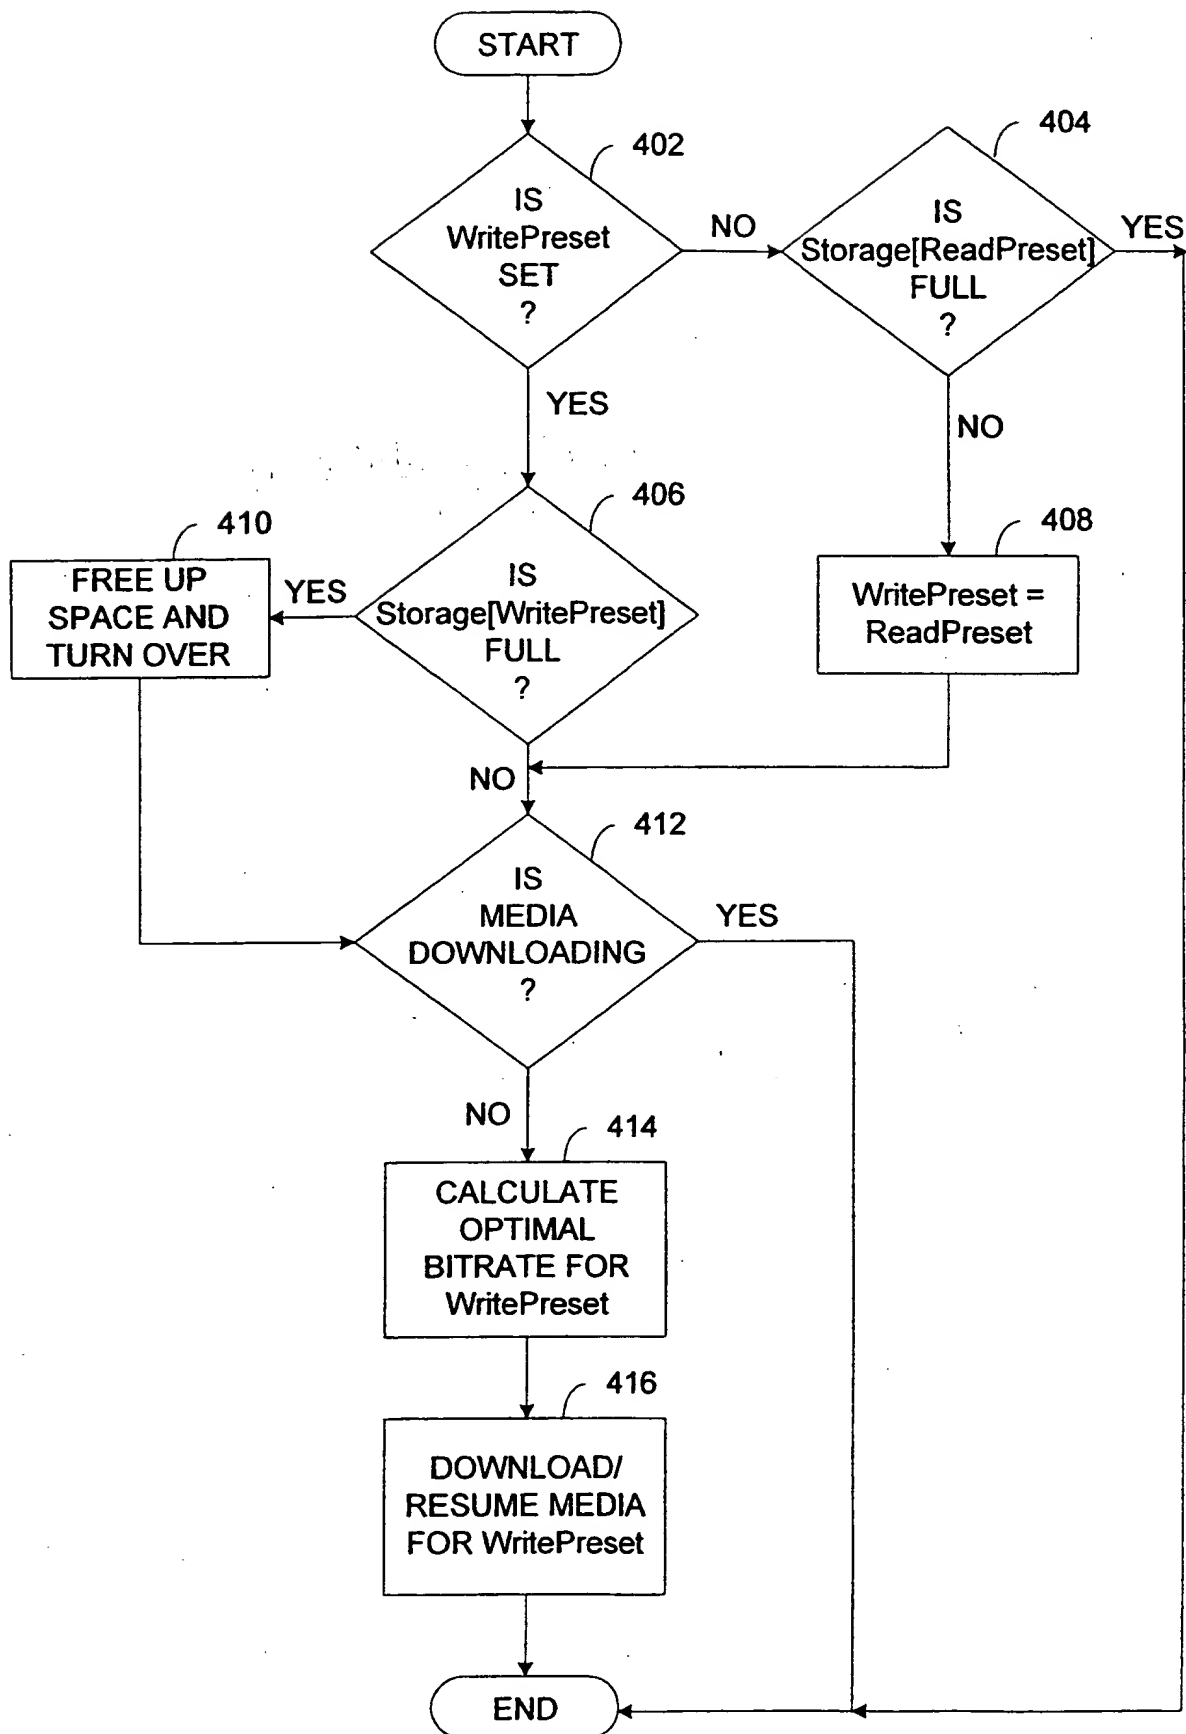 START
402
IS
WritePreset
SET
?
NO
404
IS
Storage[ReadPreset]
FULL
?
YES
YES
NO
406
IS
Storage[WritePreset]
FULL
?
YES
410
FREE UP
SPACE AND
TURN OVER
408
WritePreset =
ReadPreset
NO
412
IS
MEDIA
DOWNLOADING
?
YES
NO
414
CALCULATE
OPTIMAL
BITRATE FOR
WritePreset
416
DOWNLOAD/
RESUME MEDIA
FOR WritePreset
END